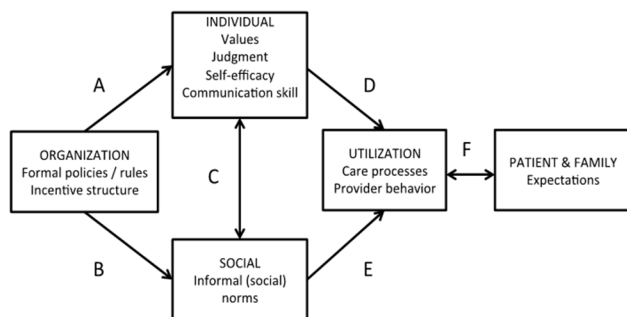 INDIVIDUAL
Values
Judgment
Self-efficacy
Communication skill
A
D
ORGANIZATION
Formal policies / rules
Incentive structure
C
UTILIZATION
Care processes
Provider behavior
F
PATIENT & FAMILY
Expectations
B
E
SOCIAL
Informal (social)
norms